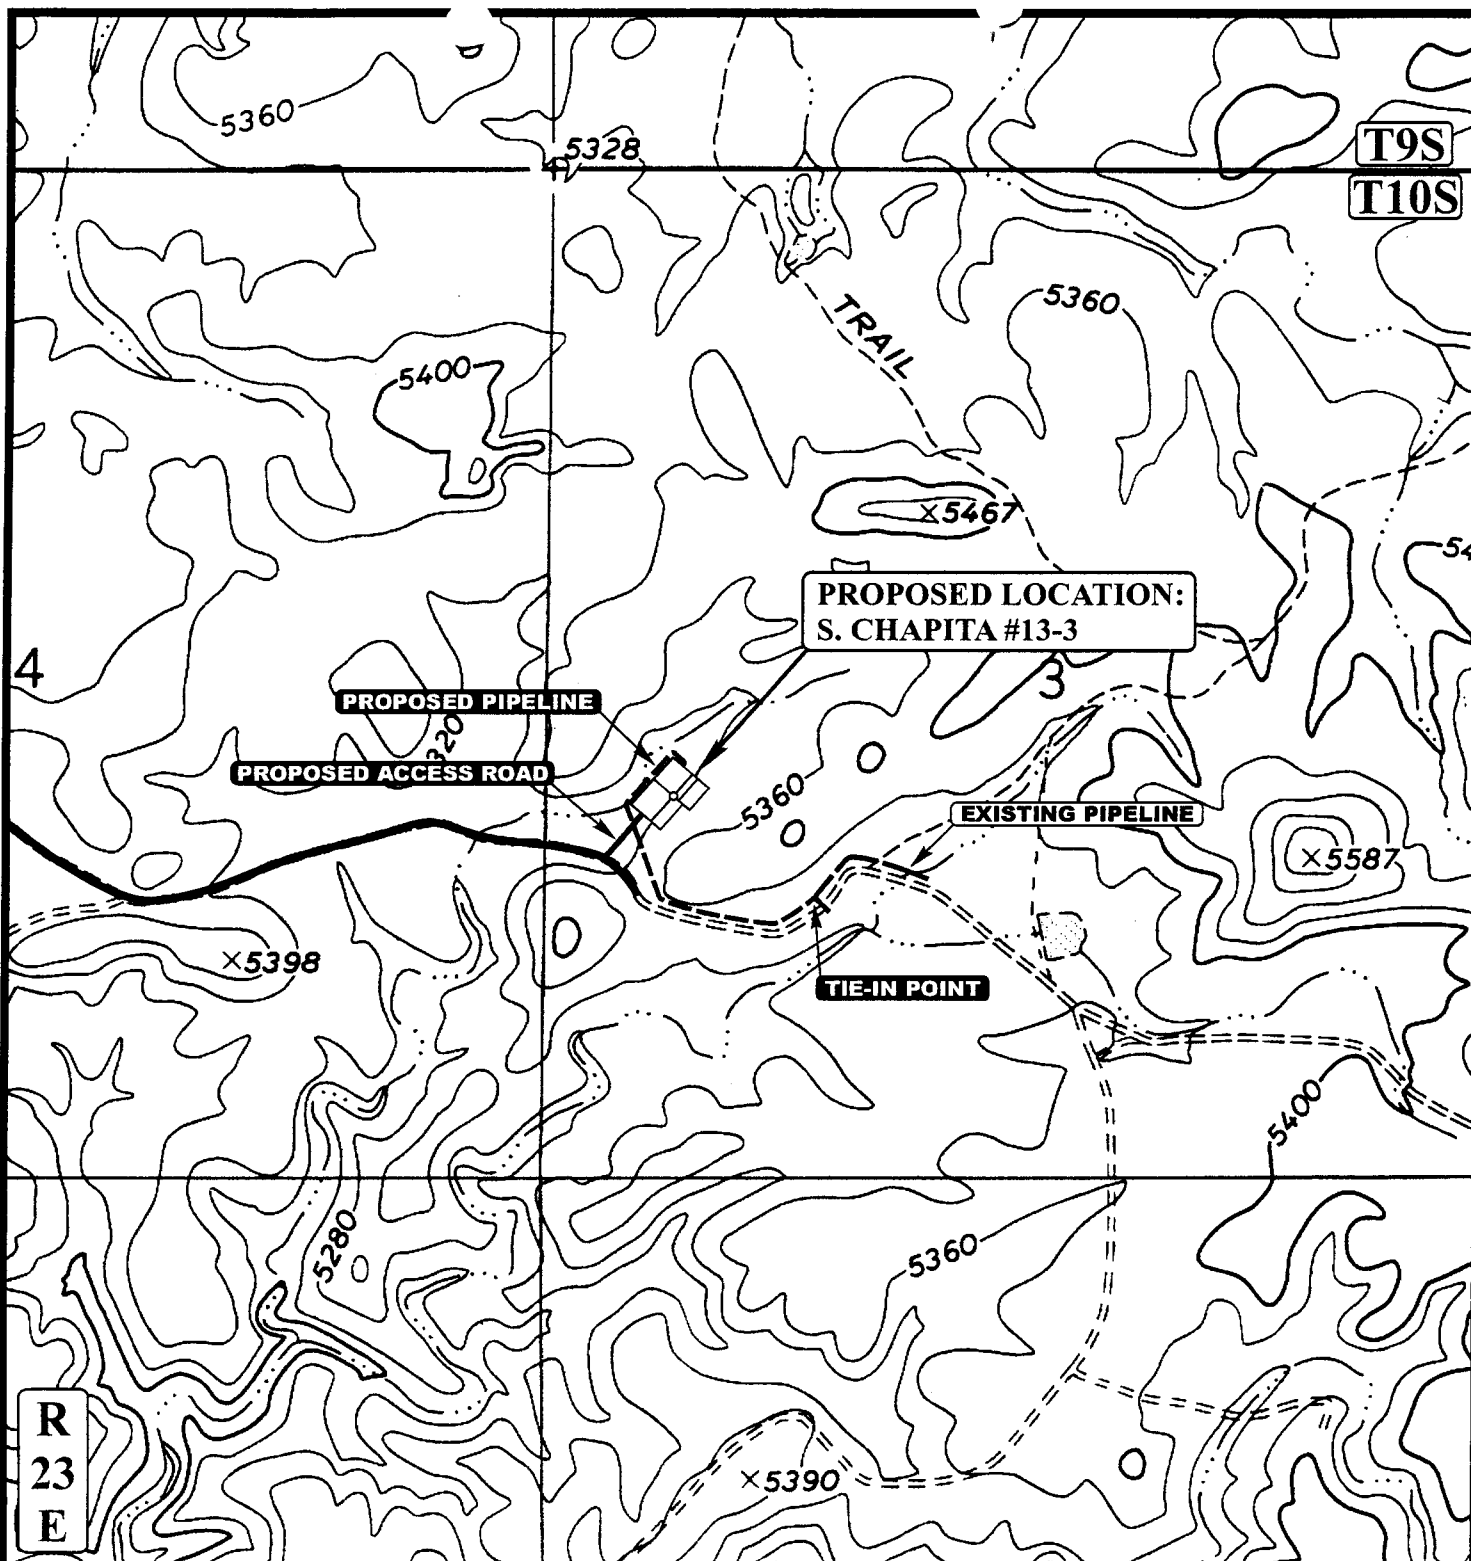 5360
5328
T9S
T10S
5360
TRAIL
5400
5467
PROPOSED LOCATION:
S. CHAPITA #13-3
4
3
PROPOSED PIPELINE
PROPOSED ACCESS ROAD
5360
EXISTING PIPELINE
5587
5398
TIE-IN POINT
5400
5280
5360
R
23
E
5390